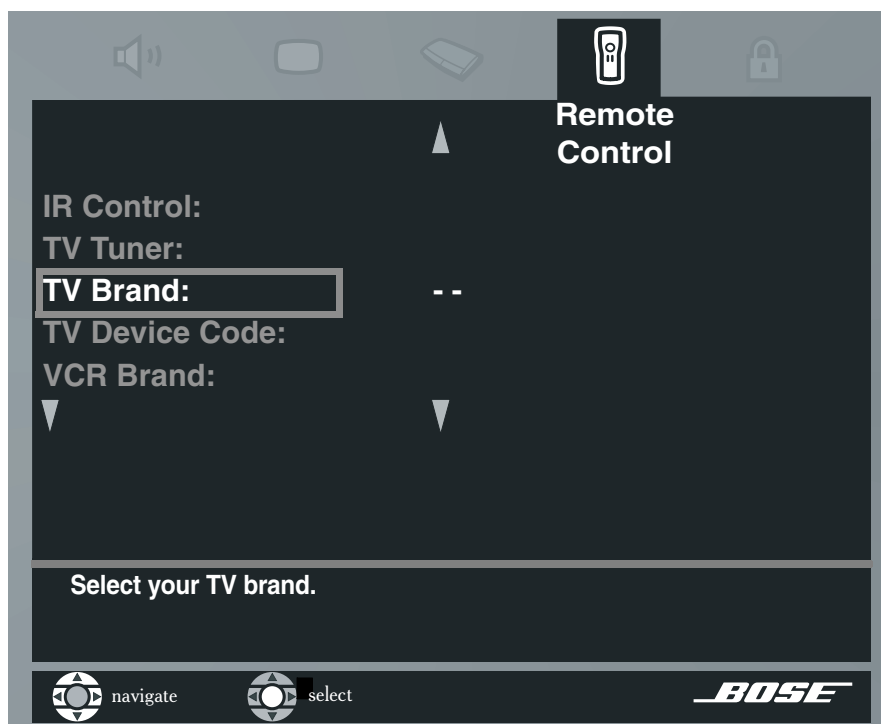 Remote
Control
IR Control:
TV Tuner:
TV Brand: - -
TV Device Code:
VCR Brand:
Select your TV brand.
navigate select BOSE